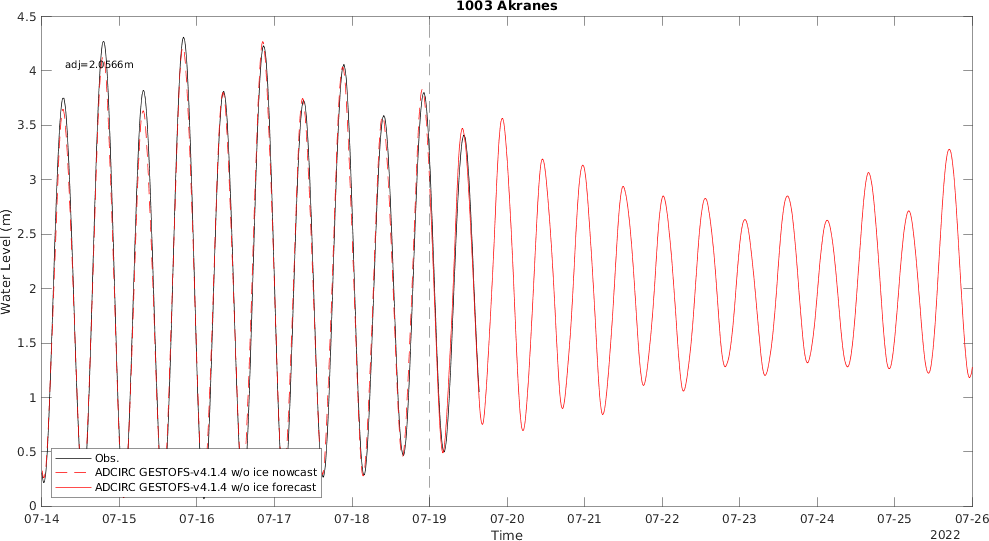 1003 Akranes
4.5
4
3.5
3
2.5
2
1.5
1
0.5
0
Water Level (m)
adj=2.0566m
Obs.
ADCIRC GESTOFS-v4.1.4 w/o ice nowcast
ADCIRC GESTOFS-v4.1.4 w/o ice forecast
07-14 07-15 07-16 07-17 07-18 07-19 07-20 07-21 07-22 07-23 07-24 07-25 07-26
Time
2022